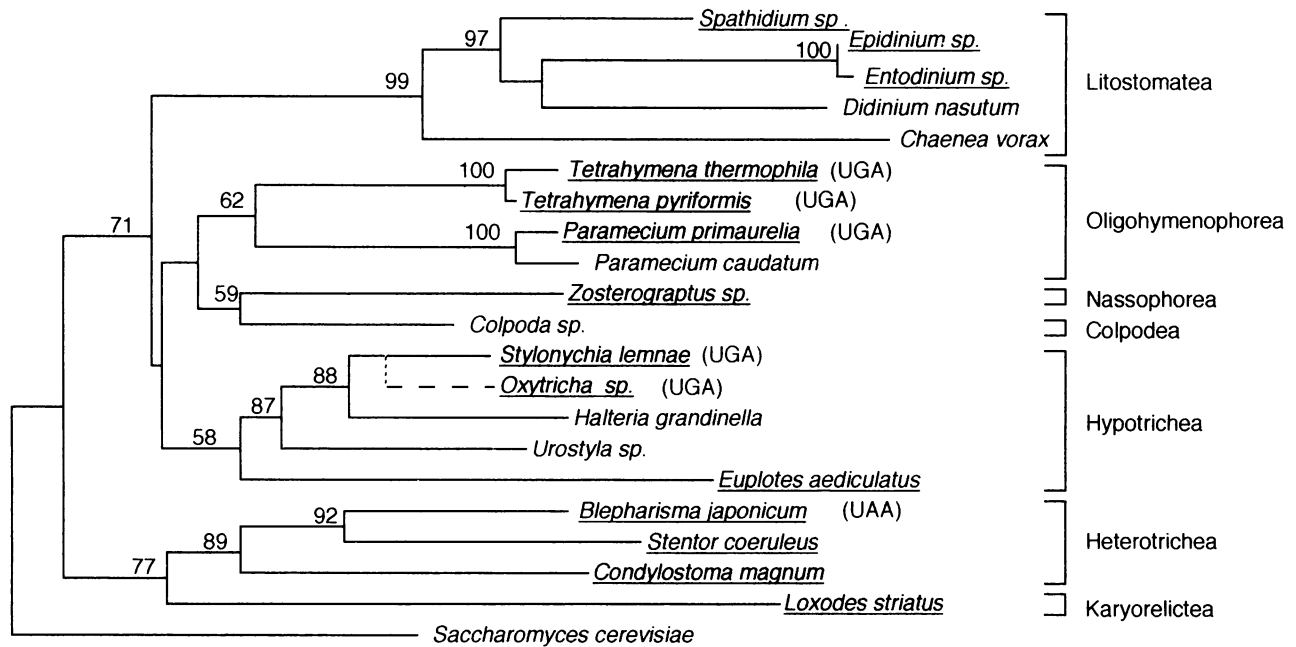 Spathidium sp .
97
Epidinium sp.
100
Entodinium sp.
99
Litostomatea
Didinium nasutum
Chaenea vorax
100
Tetrahymena thermophila (UGA)
62
Tetrahymena pyriformis (UGA)
71
Oligohymenophorea
100
Paramecium primaurelia (UGA)
Paramecium caudatum
59
Zosterograptus sp.
Nassophorea
Colpoda sp.
Colpodea
Stylonychia lemnae (UGA)
88
Oxytricha sp. (UGA)
87
Halteria grandinella
Hypotrichea
58
Urostyla sp.
Euplotes aediculatus
92
Blepharisma japonicum (UAA)
89
Stentor coeruleus
Heterotrichea
77
Condylostoma magnum
Loxodes striatus
Karyorelictea
Saccharomyces cerevisiae